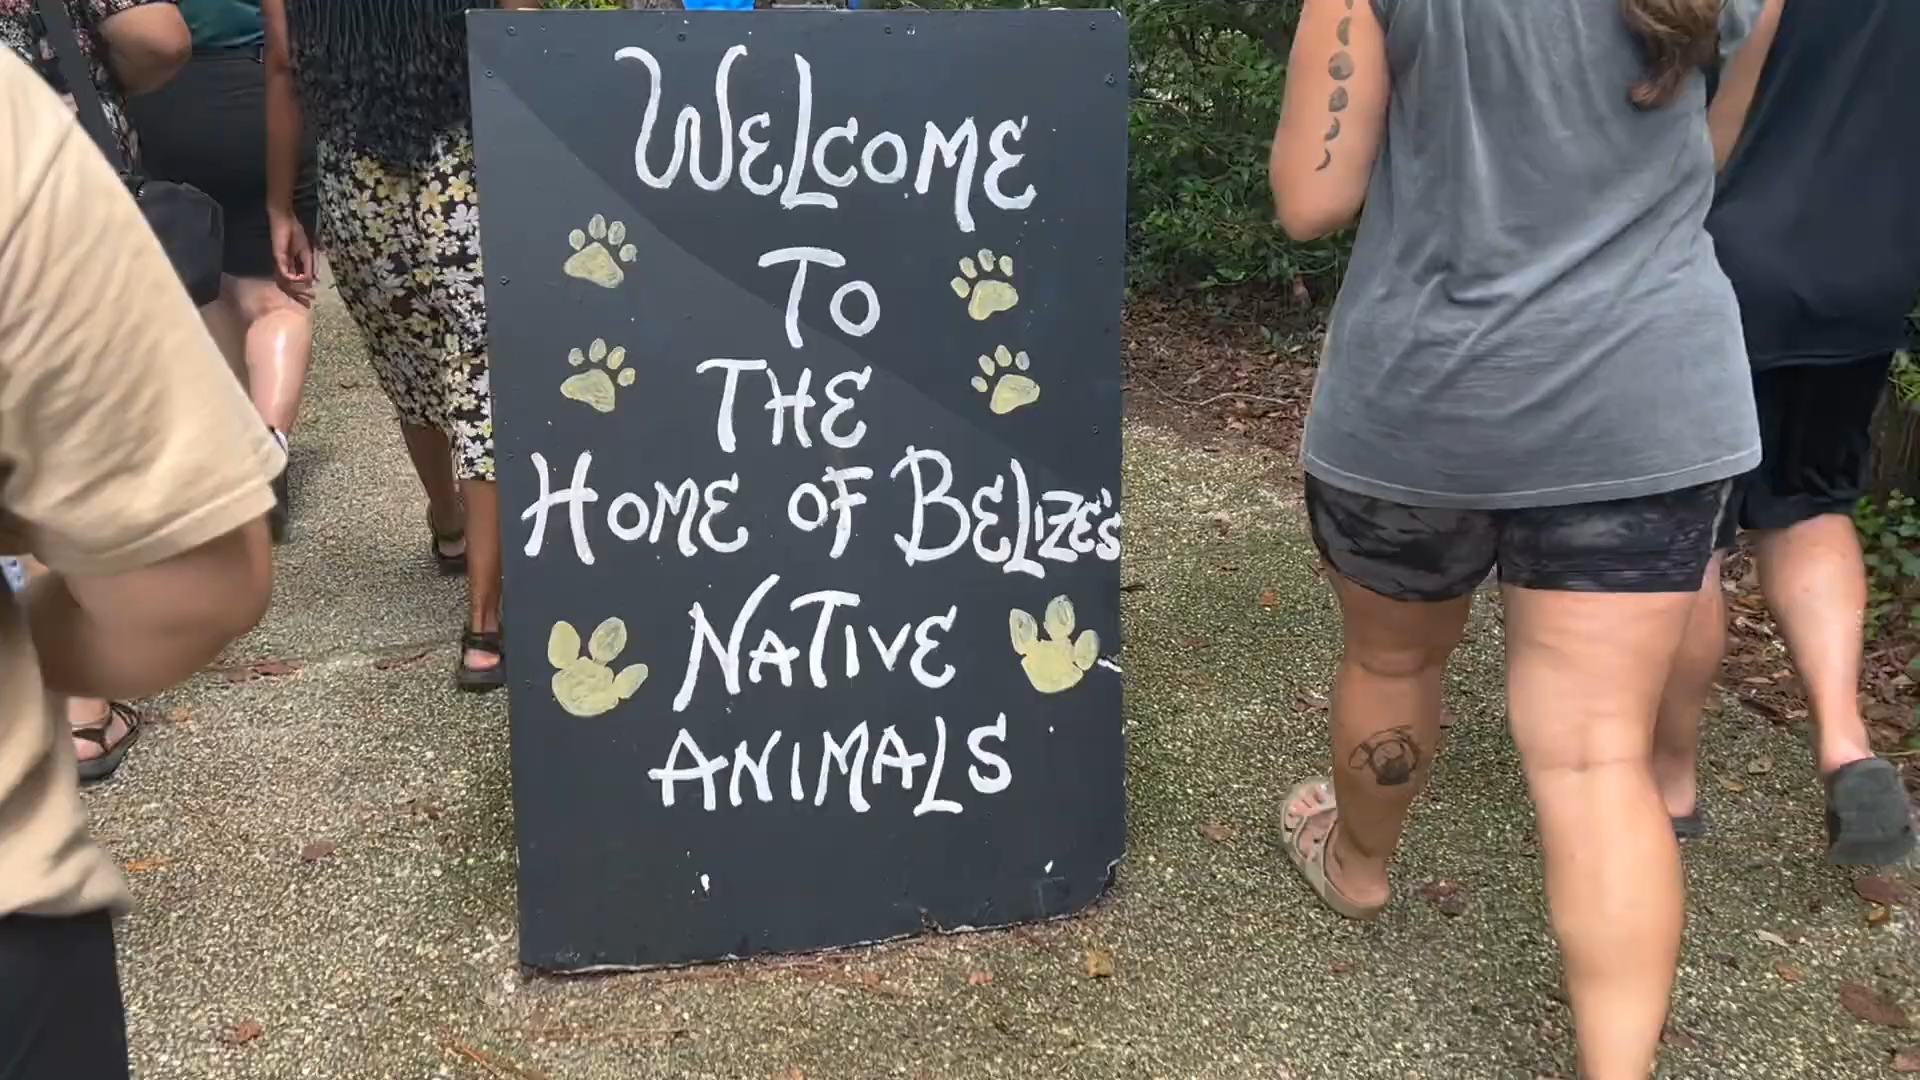 WELCOME
TO
THE
HOME OF BELIZE'S
NATIVE
ANIMALS